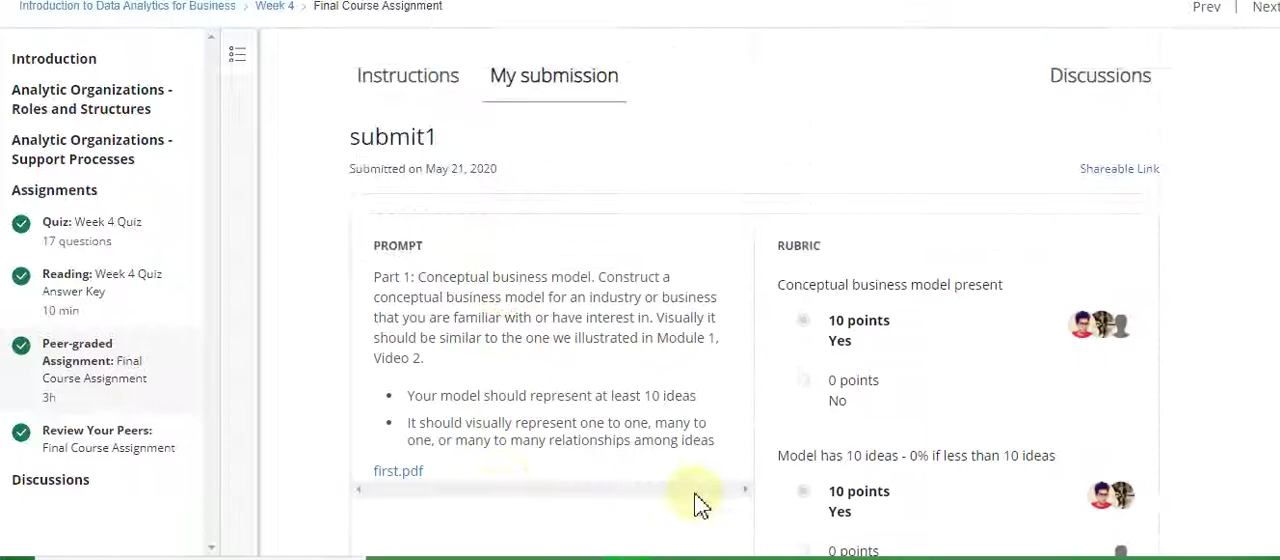 Introduction to Data Analytics for Business > Week 4 > Final Course Assignment
Prev | Next
Introduction
Analytic Organizations -
Roles and Structures
Analytic Organizations -
Support Processes
Assignments
Quiz: Week 4 Quiz
17 questions
Reading: Week 4 Quiz
Answer Key
10 min
Peer-graded
Assignment: Final
Course Assignment
3h
Review Your Peers:
Final Course Assignment
Discussions
Instructions
My submission
Discussions
submit1
Submitted on May 21, 2020
Shareable Link
PROMPT
Part 1: Conceptual business model. Construct a
conceptual business model for an industry or business
that you are familiar with or have interest in. Visually it
should be similar to the one we illustrated in Module 1,
Video 2.
• Your model should represent at least 10 ideas
• It should visually represent one to one, many to
one, or many to many relationships among ideas
first.pdf
RUBRIC
Conceptual business model present
10 points
Yes
0 points
No
Model has 10 ideas - 0% if less than 10 ideas
10 points
Yes
0 points